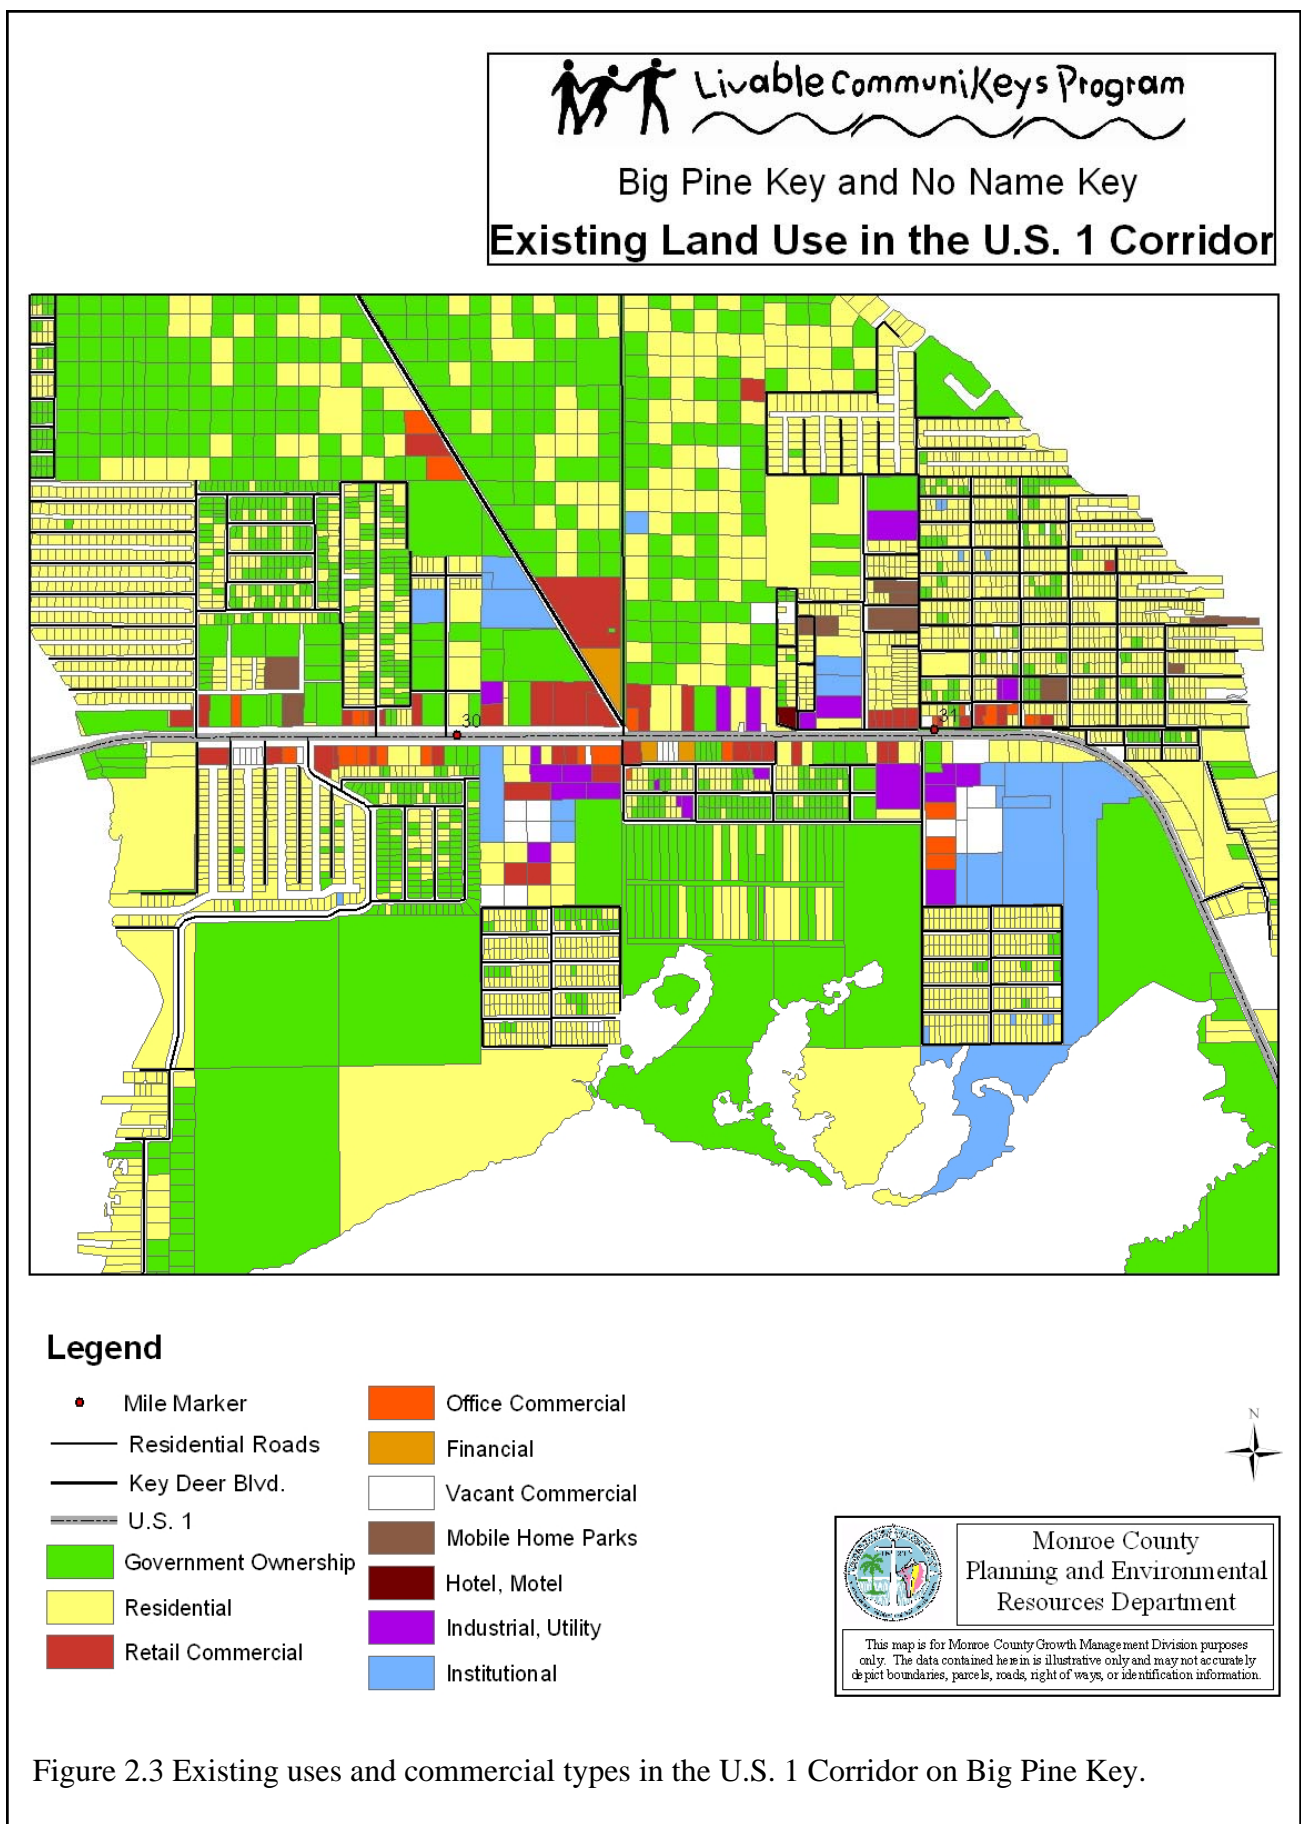 Livable CommuniKeys Program
Big Pine Key and No Name Key
Existing Land Use in the U.S. 1 Corridor
30
31
Legend
Mile Marker
Residential Roads
Key Deer Blvd.
U.S. 1
Government Ownership
Residential
Retail Commercial
Office Commercial
Financial
Vacant Commercial
Mobile Home Parks
Hotel, Motel
Industrial, Utility
Institutional
N
Monroe County
Planning and Environmental
Resources Department
This map is for Monroe County Growth Management Division purposes
only. The data contained herein is illustrative only and may not accurately
depict boundaries, parcels, roads, right of ways, or identification information.
Figure 2.3 Existing uses and commercial types in the U.S. 1 Corridor on Big Pine Key.